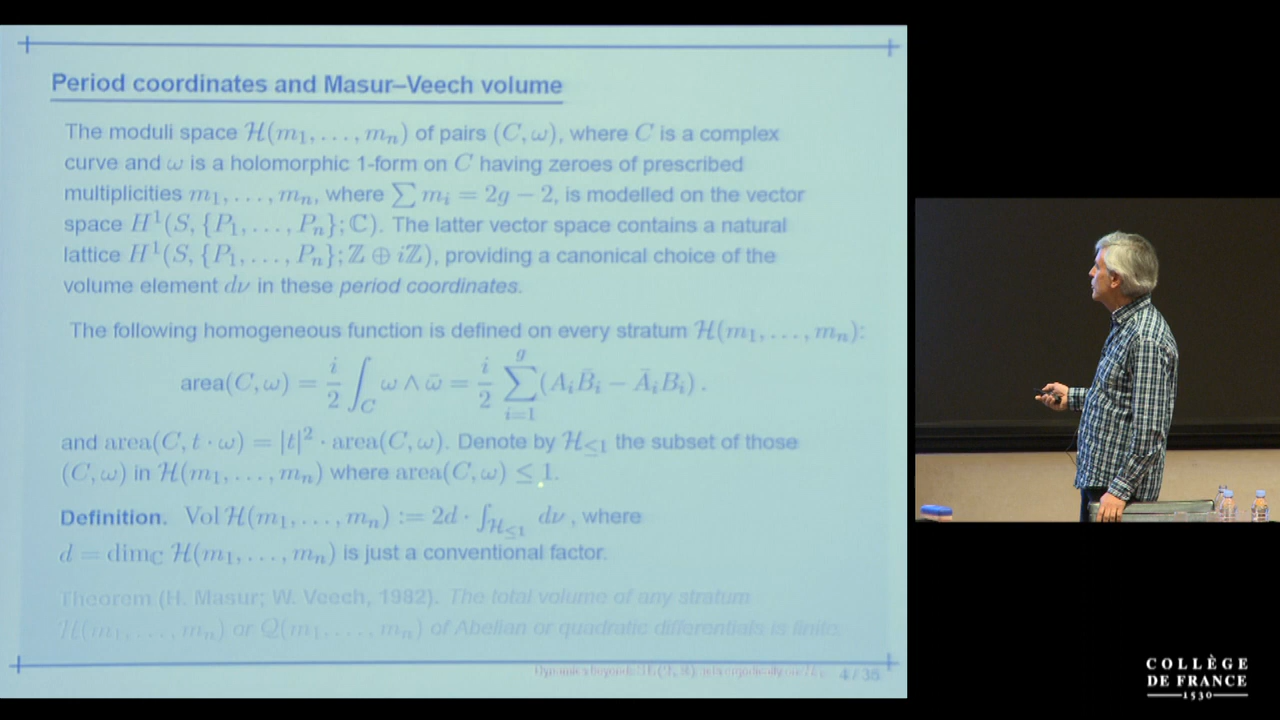 Period coordinates and Masur–Veech volume
The moduli space ℋ(m₁, . . . , mₙ) of pairs (C, ω), where C is a complex
curve and ω is a holomorphic 1-form on C having zeroes of prescribed
multiplicities m₁, . . . , mₙ, where ∑ mᵢ = 2g − 2, is modelled on the vector
space H¹(S, {P₁, . . . , Pₙ}; ℂ). The latter vector space contains a natural
lattice H¹(S, {P₁, . . . , Pₙ}; ℤ ⊕ iℤ), providing a canonical choice of the
volume element dν in these period coordinates.
The following homogeneous function is defined on every stratum ℋ(m₁, . . . , mₙ):
area(C, ω) = i/2 ∫_C ω ∧ ω̄ = i/2 ∑_{i=1}^{g} (AᵢB̄ᵢ − ĀᵢBᵢ) .
and area(C, t · ω) = |t|² · area(C, ω). Denote by ℋ_{≤1} the subset of those
(C, ω) in ℋ(m₁, . . . , mₙ) where area(C, ω) ≤ 1.
Definition. Vol ℋ(m₁, . . . , mₙ) := 2d · ∫_{ℋ_{≤1}} dν , where
d = dim_ℂ ℋ(m₁, . . . , mₙ) is just a conventional factor.
Theorem (H. Masur; W. Veech, 1982). The total volume of any stratum
ℋ(m₁, . . . , mₙ) or Q(m₁, . . . , mₙ) of Abelian or quadratic differentials is finite.
4 / 35
COLLÈGE
DE FRANCE
1530